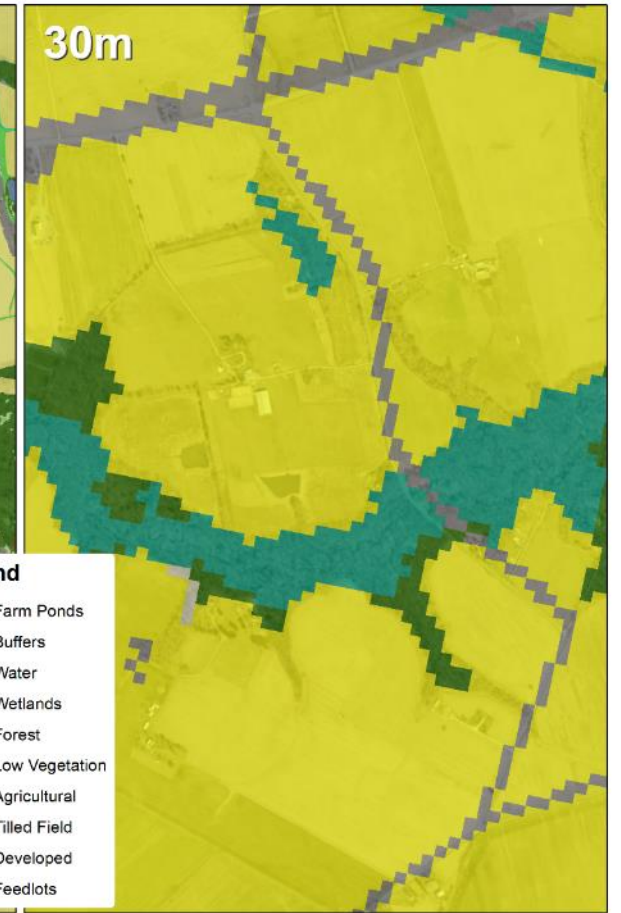 30m
nd
Farm Ponds
Buffers
Water
Wetlands
Forest
Low Vegetation
Agricultural
Tilled Field
Developed
Feedlots